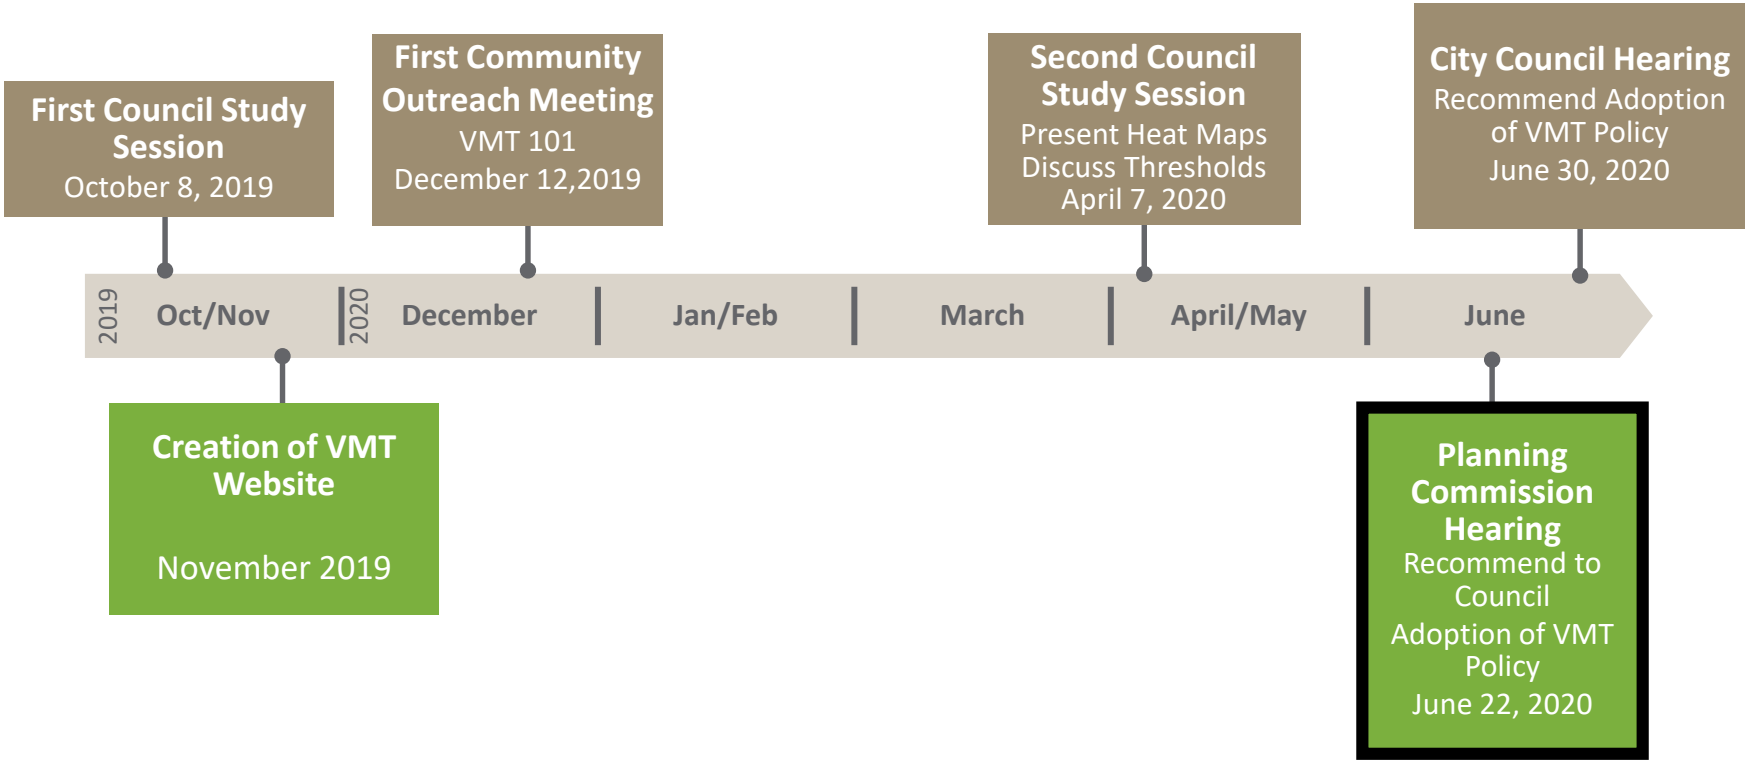 First Council Study
Session
October 8, 2019
First Community
Outreach Meeting
VMT 101
December 12,2019
Second Council
Study Session
Present Heat Maps
Discuss Thresholds
April 7, 2020
City Council Hearing
Recommend Adoption
of VMT Policy
June 30, 2020
2019
Oct/Nov
2020
December
Jan/Feb
March
April/May
June
Creation of VMT
Website
November 2019
Planning
Commission
Hearing
Recommend to
Council
Adoption of VMT
Policy
June 22, 2020